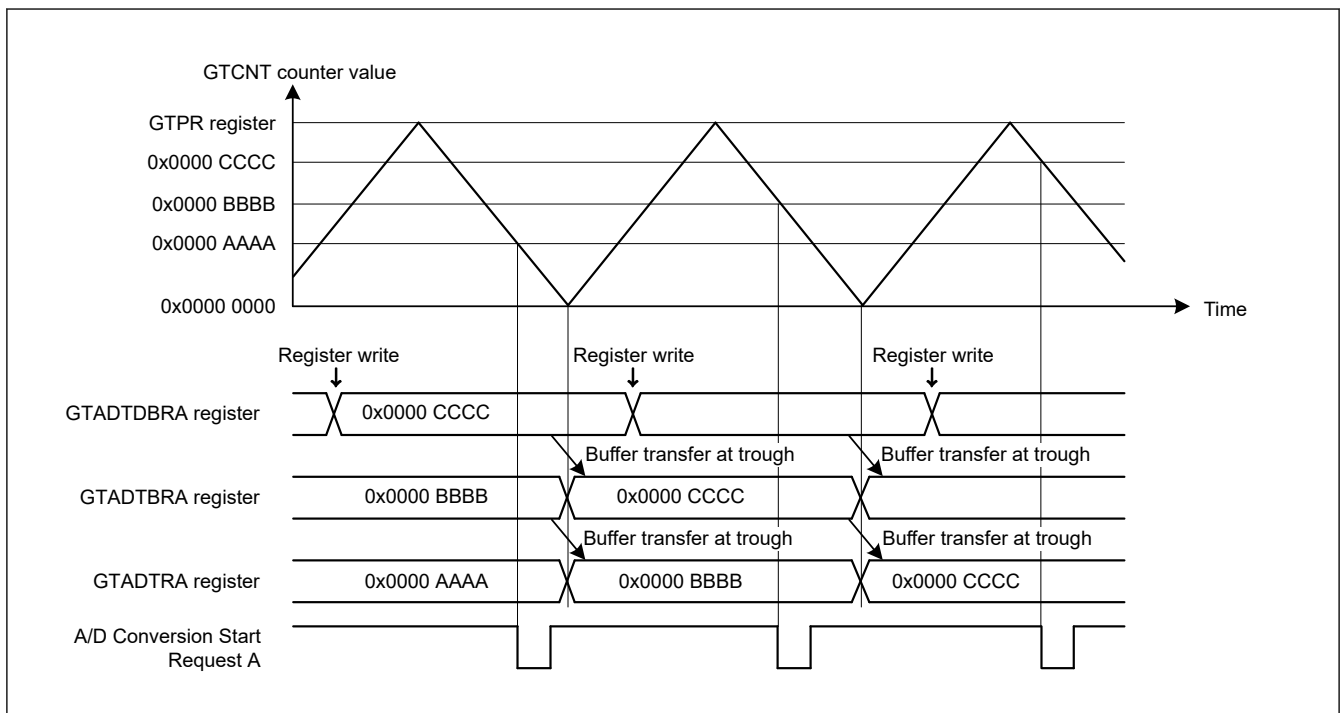 GTCNT counter value
GTPR register
0x0000 CCCC
0x0000 BBBB
0x0000 AAAA
0x0000 0000
Time
Register write
Register write
Register write
GTADTDBRA register
0x0000 CCCC
Buffer transfer at trough
Buffer transfer at trough
GTADTBRA register
0x0000 BBBB
0x0000 CCCC
Buffer transfer at trough
Buffer transfer at trough
GTADTRA register
0x0000 AAAA
0x0000 BBBB
0x0000 CCCC
A/D Conversion Start
Request A